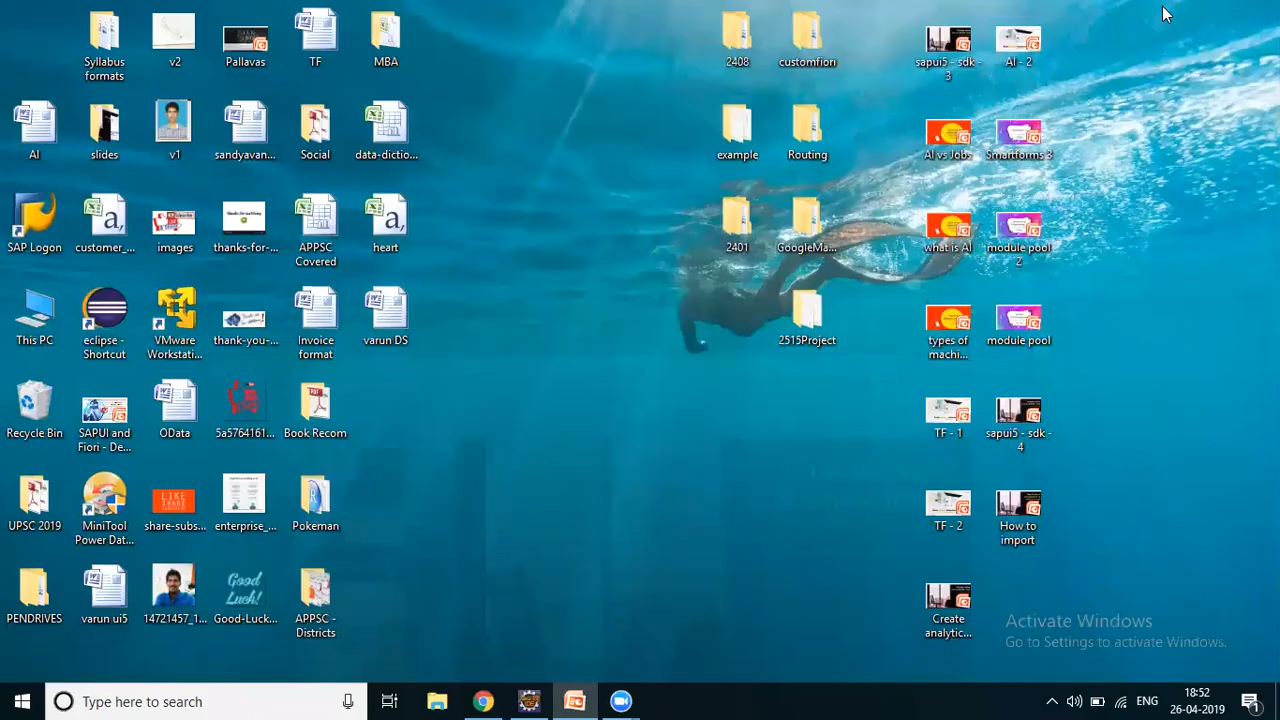 Syllabus formats
v2
Pallavas
TF
MBA
2408
customfiori
sapui5 - sdk - 3
AI - 2
AI
slides
v1
sandyavan...
Social
data-dictio...
example
Routing
AI vs Jobs
Smartforms 3
SAP Logon
customer_...
images
thanks-for-...
APPSC Covered
heart
2401
GoogleMa...
what is AI
module pool 2
This PC
eclipse - Shortcut
VMware Workstati...
thank-you-...
Invoice format
varun DS
2515Project
types of machi...
module pool
Recycle Bin
SAPUI and Fiori - De...
OData
5a5764161...
Book Recom
TF - 1
sapui5 - sdk - 4
UPSC 2019
MiniTool Power Dat...
share-subs...
enterprise_...
Pokeman
TF - 2
How to import
PENDRIVES
varun ui5
14721457_1...
Good-Luck...
APPSC - Districts
Create analytic...
Good Luck!
LIKE SHARE
Activate Windows
Go to Settings to activate Windows.
Type here to search
ENG
18:52
26-04-2019
1